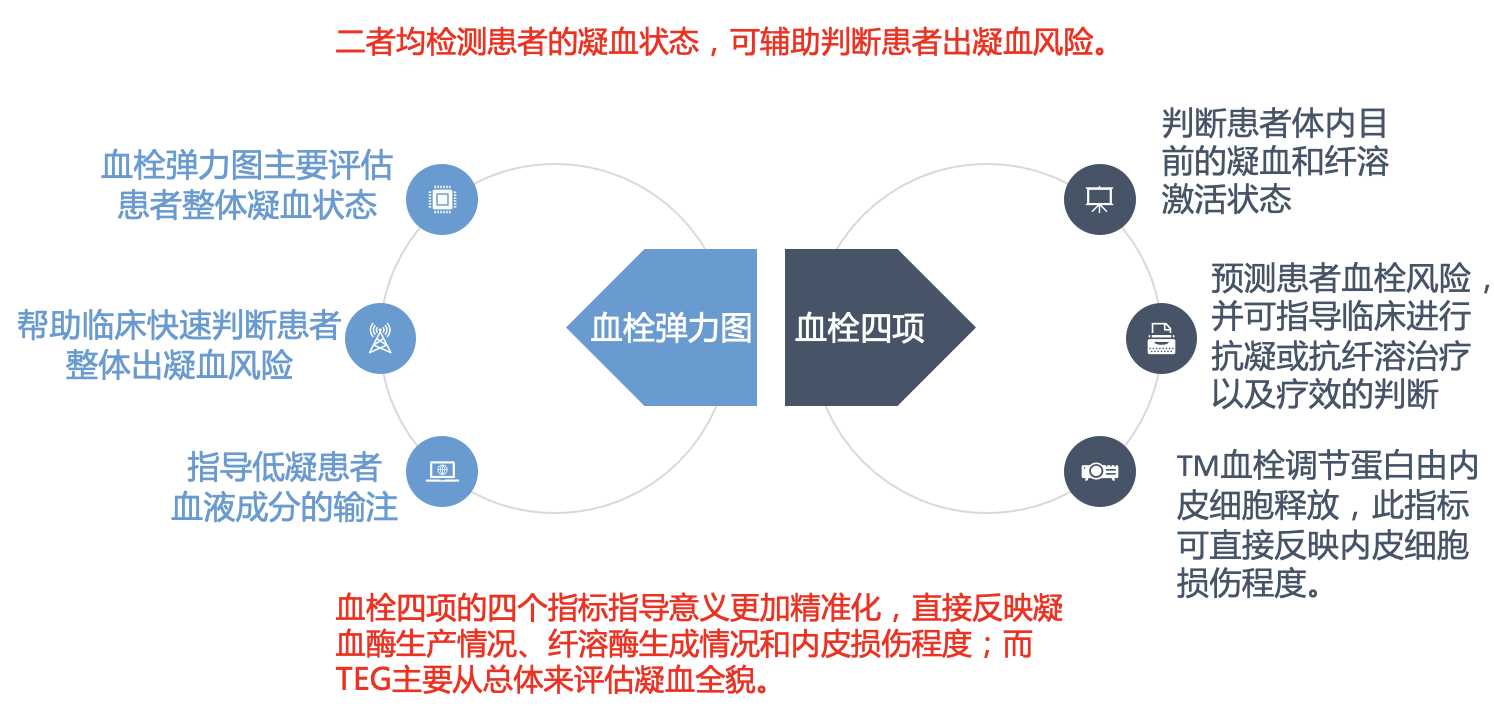 二者均检测患者的凝血状态，可辅助判断患者出凝血风险。
血栓弹力图主要评估
患者整体凝血状态
帮助临床快速判断患者
整体出凝血风险
指导低凝患者
血液成分的输注
血栓弹力图
血栓四项
判断患者体内目
前的凝血和纤溶
激活状态
预测患者血栓风险，
并可指导临床进行
抗凝或抗纤溶治疗
以及疗效的判断
TM血栓调节蛋白由内
皮细胞释放，此指标
可直接反映内皮细胞
损伤程度。
血栓四项的四个指标指导意义更加精准化，直接反映凝
血酶生产情况、纤溶酶生成情况和内皮损伤程度；而
TEG主要从总体来评估凝血全貌。